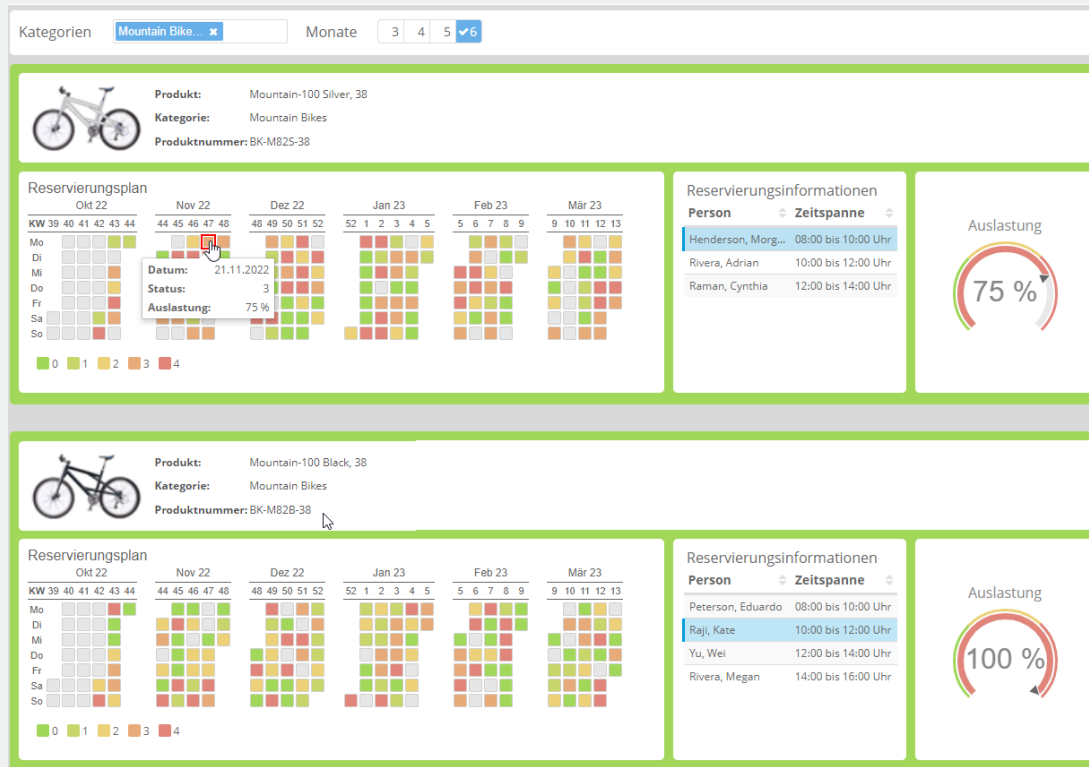 Kategorien Mountain Bike... ✖ Monate 3 4 5 ✔6
Produkt: Mountain-100 Silver, 38
Kategorie: Mountain Bikes
Produktnummer: BK-M82S-38
Reservierungsplan
Okt 22 Nov 22 Dez 22 Jan 23 Feb 23 Mär 23
KW 39 40 41 42 43 44 44 45 46 47 48 48 49 50 51 52 52 1 2 3 4 5 5 6 7 8 9 9 10 11 12 13
Mo
Di
Mi
Do
Fr
Sa
So
Datum: 21.11.2022
Status: 3
Auslastung: 75 %
0 1 2 3 4
Reservierungsinformationen
Person Zeitspanne
Henderson, Morg... 08:00 bis 10:00 Uhr
Rivera, Adrian 10:00 bis 12:00 Uhr
Raman, Cynthia 12:00 bis 14:00 Uhr
Auslastung
75 %
Produkt: Mountain-100 Black, 38
Kategorie: Mountain Bikes
Produktnummer: BK-M82B-38
Reservierungsplan
Okt 22 Nov 22 Dez 22 Jan 23 Feb 23 Mär 23
KW 39 40 41 42 43 44 44 45 46 47 48 48 49 50 51 52 52 1 2 3 4 5 5 6 7 8 9 9 10 11 12 13
Mo
Di
Mi
Do
Fr
Sa
So
0 1 2 3 4
Reservierungsinformationen
Person Zeitspanne
Peterson, Eduardo 08:00 bis 10:00 Uhr
Raji, Kate 10:00 bis 12:00 Uhr
Yu, Wei 12:00 bis 14:00 Uhr
Rivera, Megan 14:00 bis 16:00 Uhr
Auslastung
100 %